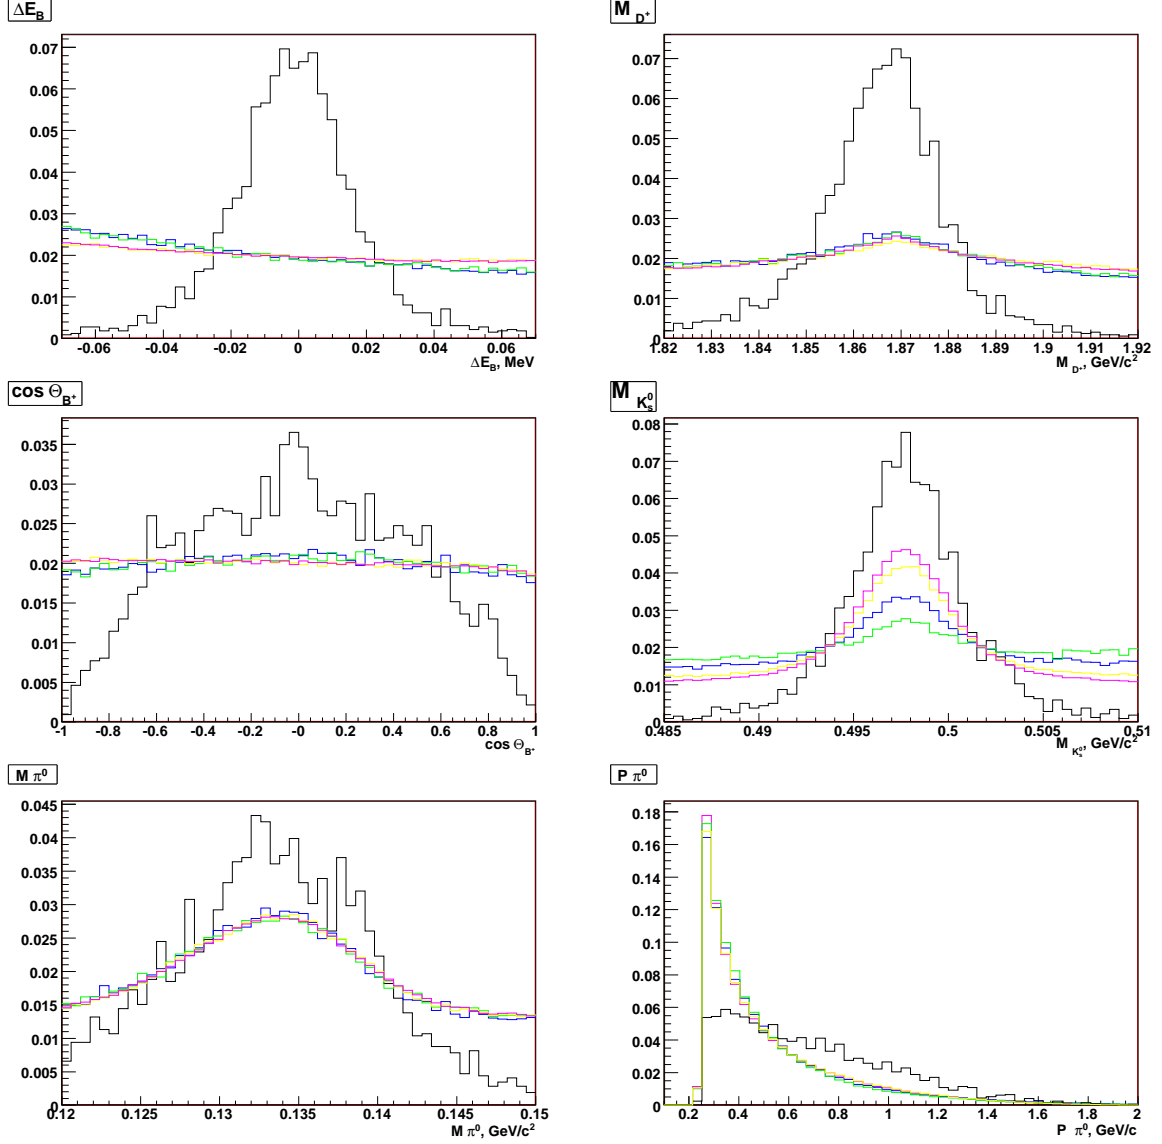 ΔE_B
0.07
0.06
0.05
0.04
0.03
0.02
0.01
0
-0.06 -0.04 -0.02 0 0.02 0.04 0.06
ΔE_B, MeV
M_D⁺
0.07
0.06
0.05
0.04
0.03
0.02
0.01
0
1.82 1.83 1.84 1.85 1.86 1.87 1.88 1.89 1.9 1.91 1.92
M_D⁺, GeV/c²
cos Θ_B⁺
0.035
0.03
0.025
0.02
0.015
0.01
0.005
0
-1 -0.8 -0.6 -0.4 -0.2 -0 0.2 0.4 0.6 0.8 1
cos Θ_B⁺
M_K⁰ₛ
0.08
0.07
0.06
0.05
0.04
0.03
0.02
0.01
0
0.485 0.49 0.495 0.5 0.505 0.51
M_K⁰ₛ, GeV/c²
M π⁰
0.045
0.04
0.035
0.03
0.025
0.02
0.015
0.01
0.005
0
0.12 0.125 0.13 0.135 0.14 0.145 0.15
M π⁰, GeV/c²
P π⁰
0.18
0.16
0.14
0.12
0.1
0.08
0.06
0.04
0.02
0
0.2 0.4 0.6 0.8 1 1.2 1.4 1.6 1.8 2
P π⁰, GeV/c